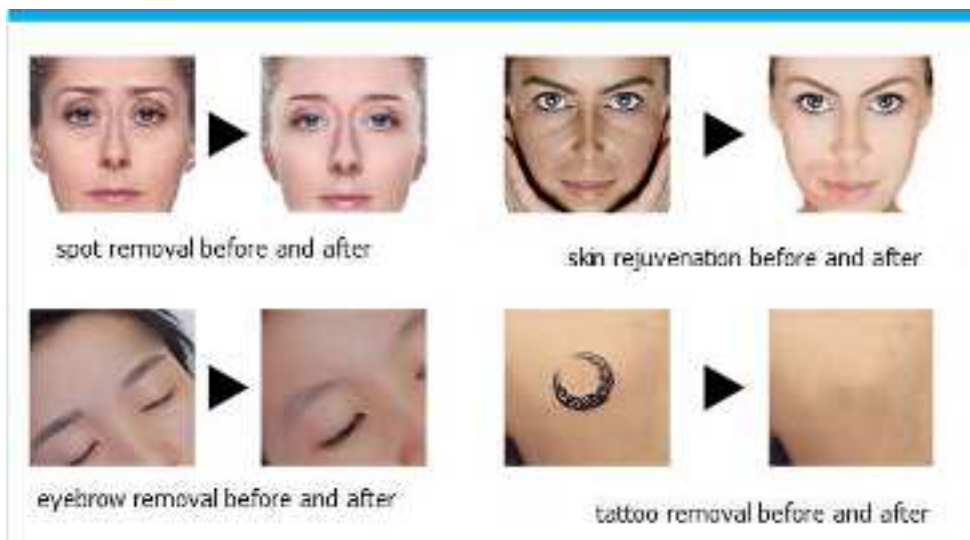 spot removal before and after
skin rejuvenation before and after
eyebrow removal before and after
tattoo removal before and after